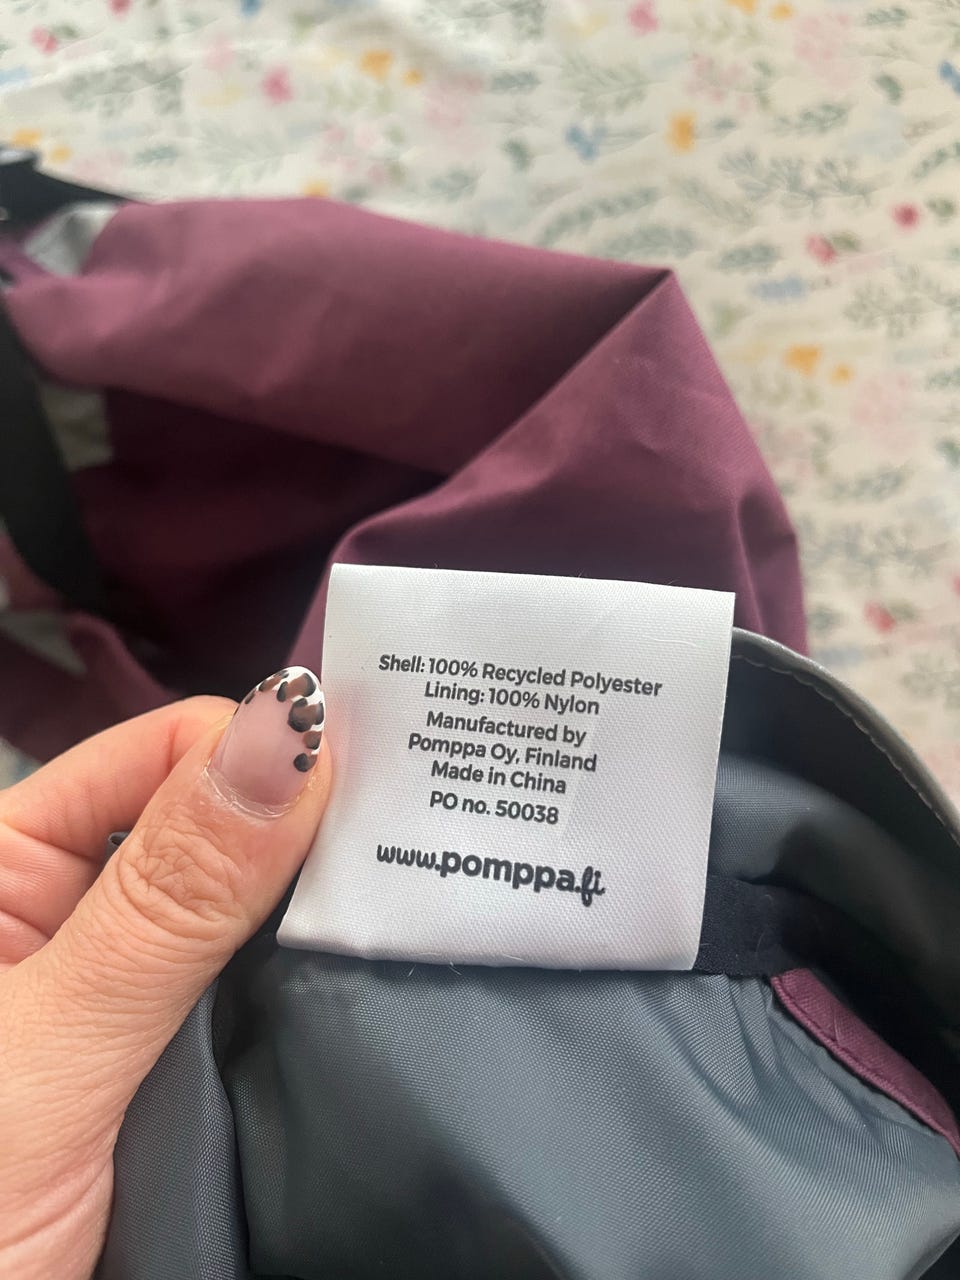 Shell: 100% Recycled Polyester
Lining: 100% Nylon
Manufactured by
Pomppa Oy, Finland
Made in China
PO no. 50038
www.pomppa.fi